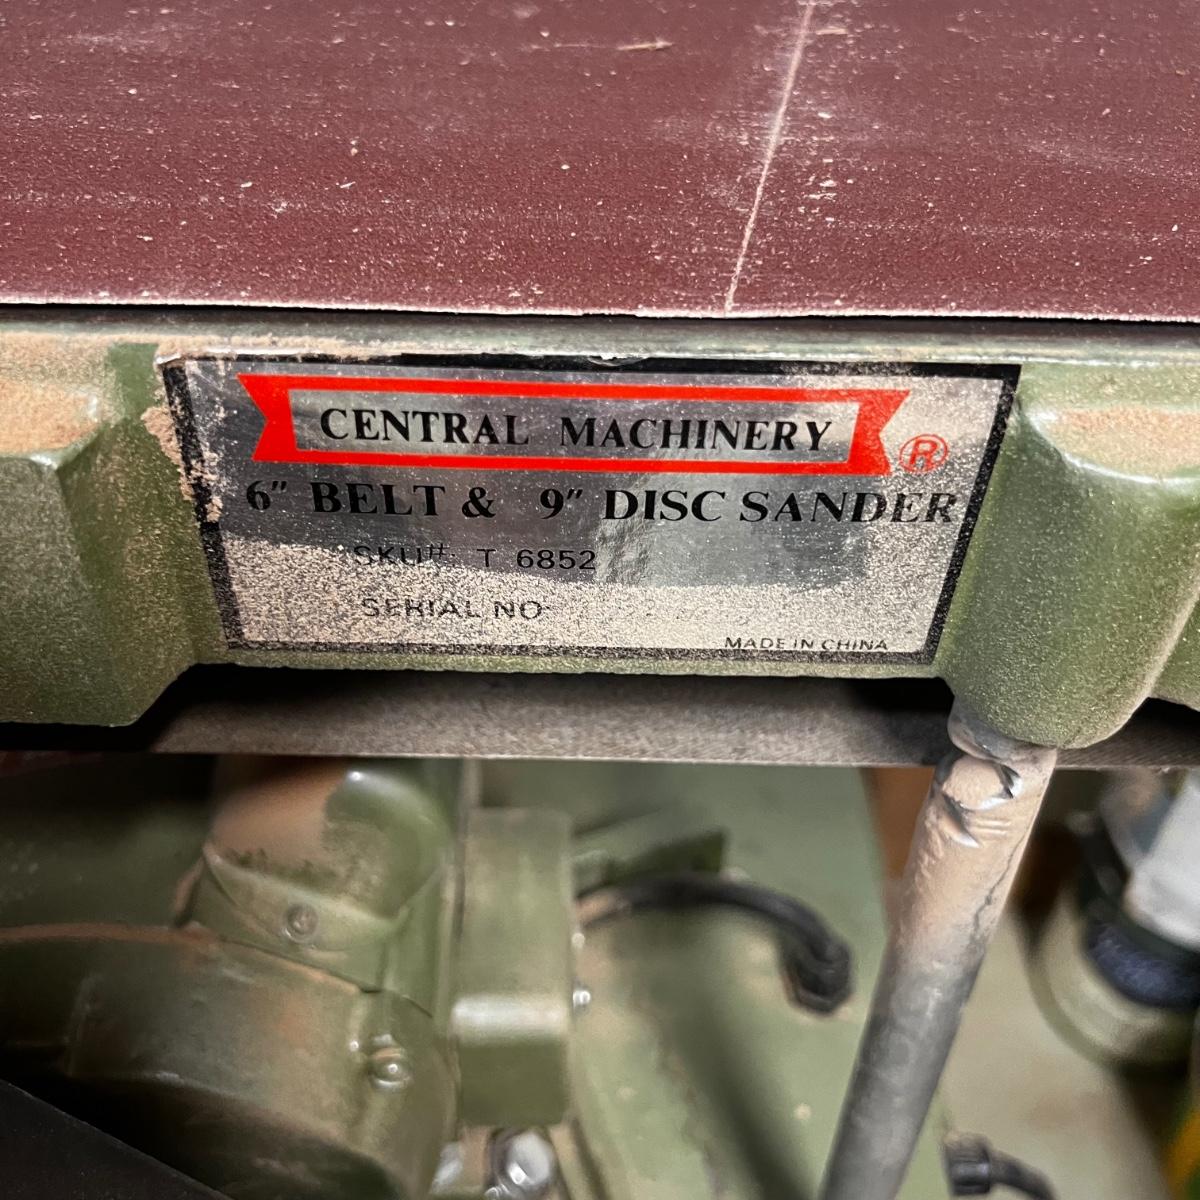 CENTRAL MACHINERY ®
6" BELT & 9" DISC SANDER
SKU#: T 6852
SERIAL NO:
MADE IN CHINA